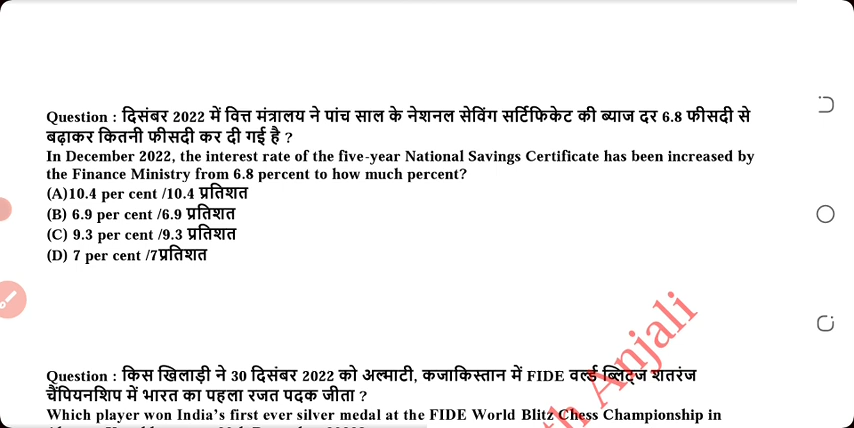 Question : दिसंबर 2022 में वित्त मंत्रालय ने पांच साल के नेशनल सेविंग सर्टिफिकेट की ब्याज दर 6.8 फीसदी से
बढ़ाकर कितनी फीसदी कर दी गई है ?
In December 2022, the interest rate of the five-year National Savings Certificate has been increased by
the Finance Ministry from 6.8 percent to how much percent?
(A)10.4 per cent /10.4 प्रतिशत
(B) 6.9 per cent /6.9 प्रतिशत
(C) 9.3 per cent /9.3 प्रतिशत
(D) 7 per cent /7प्रतिशत
Anjali
Question : किस खिलाड़ी ने 30 दिसंबर 2022 को अल्माटी, कजाकिस्तान में FIDE वर्ल्ड ब्लिट्ज शतरंज
चैंपियनशिप में भारत का पहला रजत पदक जीता ?
Which player won India's first ever silver medal at the FIDE World Blitz Chess Championship in